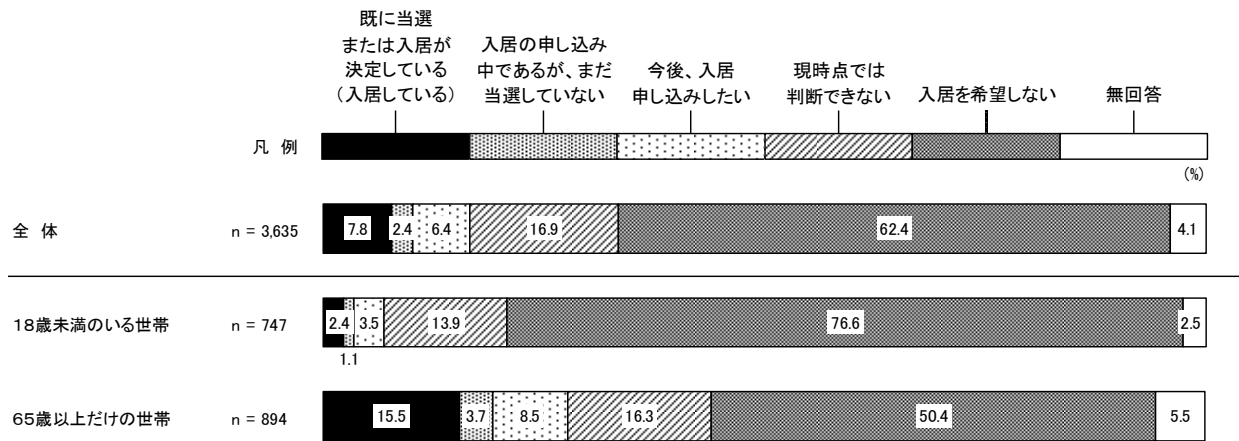 既に当選
または入居が
決定している
（入居している）
入居の申し込み
中であるが、まだ
当選していない
今後、入居
申し込みしたい
現時点では
判断できない
入居を希望しない
無回答
凡 例
(%)
全 体 n = 3,635 7.8 2.4 6.4 16.9 62.4 4.1
18歳未満のいる世帯 n = 747 2.4 3.5 13.9 76.6 2.5
1.1
65歳以上だけの世帯 n = 894 15.5 3.7 8.5 16.3 50.4 5.5